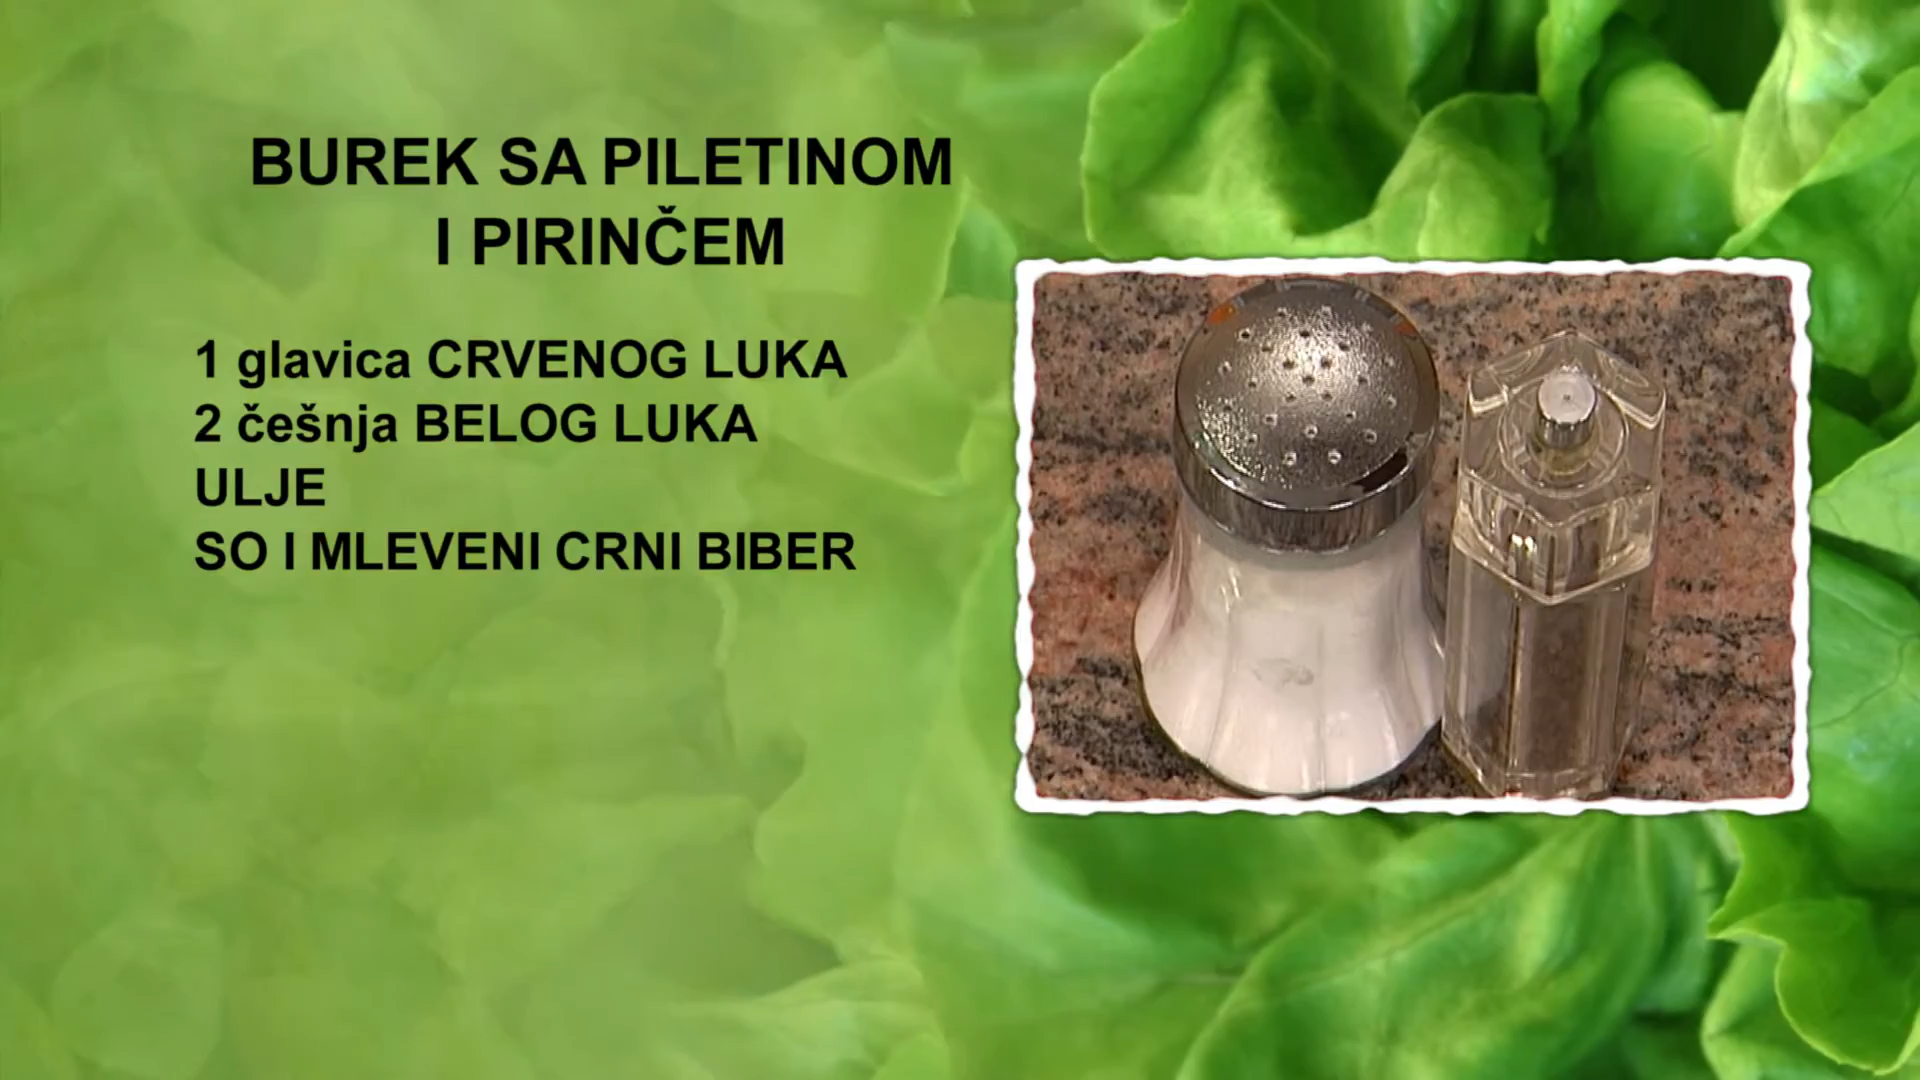 BUREK SA PILETINOM
I PIRINČEM
1 glavica CRVENOG LUKA
2 češnja BELOG LUKA
ULJE
SO I MLEVENI CRNI BIBER